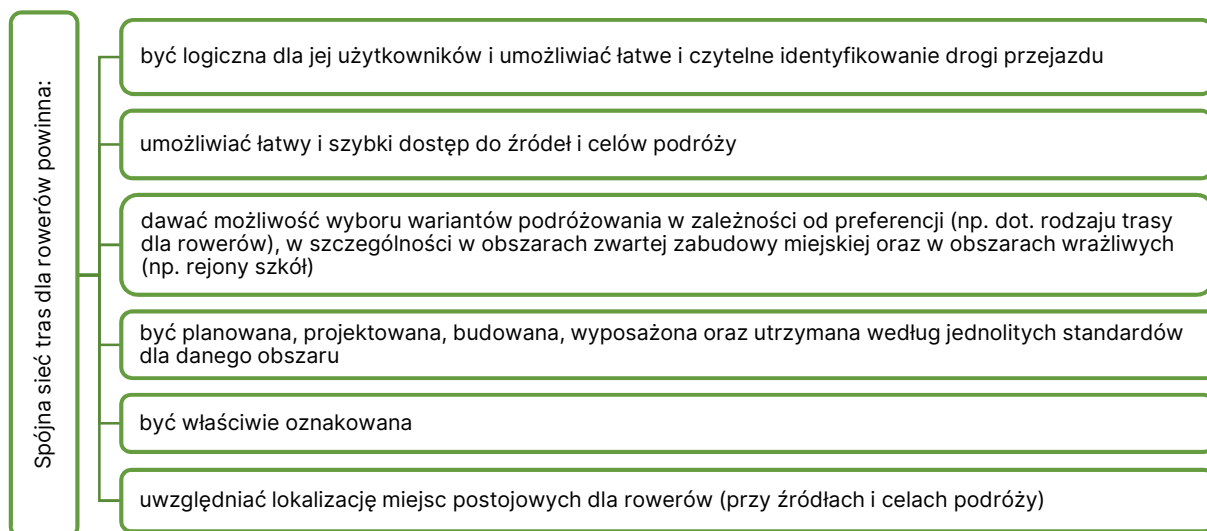 Spójna sieć tras dla rowerów powinna:
być logiczna dla jej użytkowników i umożliwiać łatwe i czytelne identyfikowanie drogi przejazdu
umożliwiać łatwy i szybki dostęp do źródeł i celów podróży
dawać możliwość wyboru wariantów podróżowania w zależności od preferencji (np. dot. rodzaju trasy
dla rowerów), w szczególności w obszarach zwartej zabudowy miejskiej oraz w obszarach wrażliwych
(np. rejony szkół)
być planowana, projektowana, budowana, wyposażona oraz utrzymana według jednolitych standardów
dla danego obszaru
być właściwie oznakowana
uwzględniać lokalizację miejsc postojowych dla rowerów (przy źródłach i celach podróży)